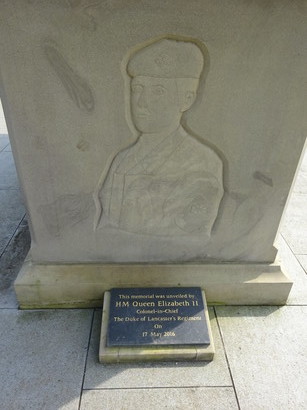 This memorial was unveiled by
HM Queen Elizabeth II
Colonel-in-Chief
The Duke of Lancaster's Regiment
On
17 May 2016